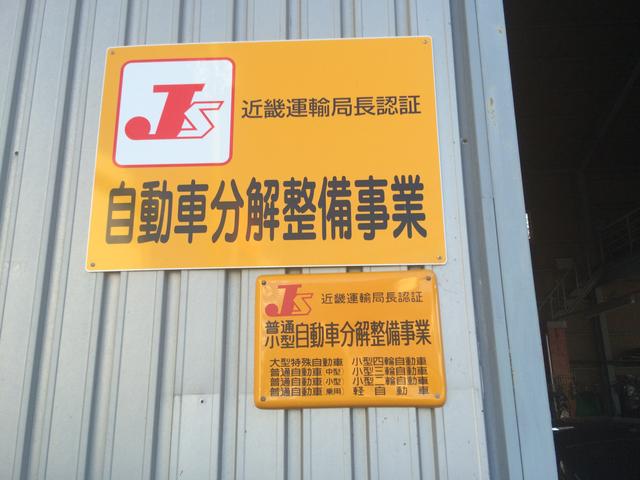 JS 近畿運輸局長認証
自動車分解整備事業
JS 近畿運輸局長認証
普通 小型 自動車分解整備事業
大型特殊自動車 小型四輪自動車
普通自動車(中型) 小型三輪自動車
普通自動車(小型) 小型二輪自動車
普通自動車(乗用) 軽自動車